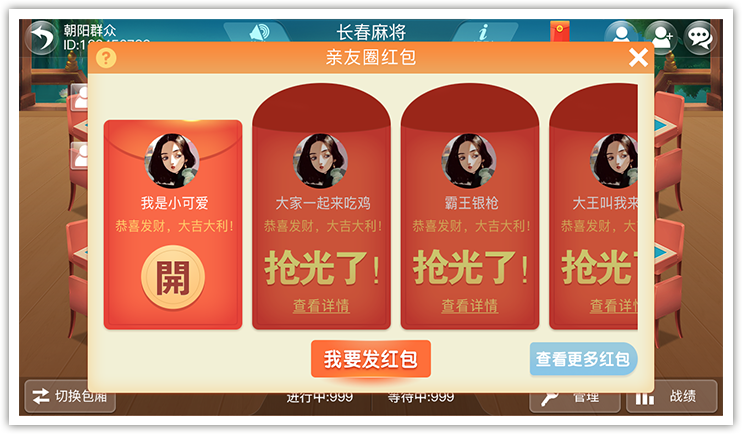 朝阳群众
长春麻将
亲友圈红包
?
我是小可爱
恭喜发财，大吉大利!
開
大家一起来吃鸡
恭喜发财，大吉大利!
抢光了!
查看详情
霸王银枪
恭喜发财，大吉大利!
抢光了!
查看详情
大王叫我来
恭喜发财，大
抢光
查看详
我要发红包
查看更多红包
切换包厢
进行中:999
等待中:999
管理
战绩